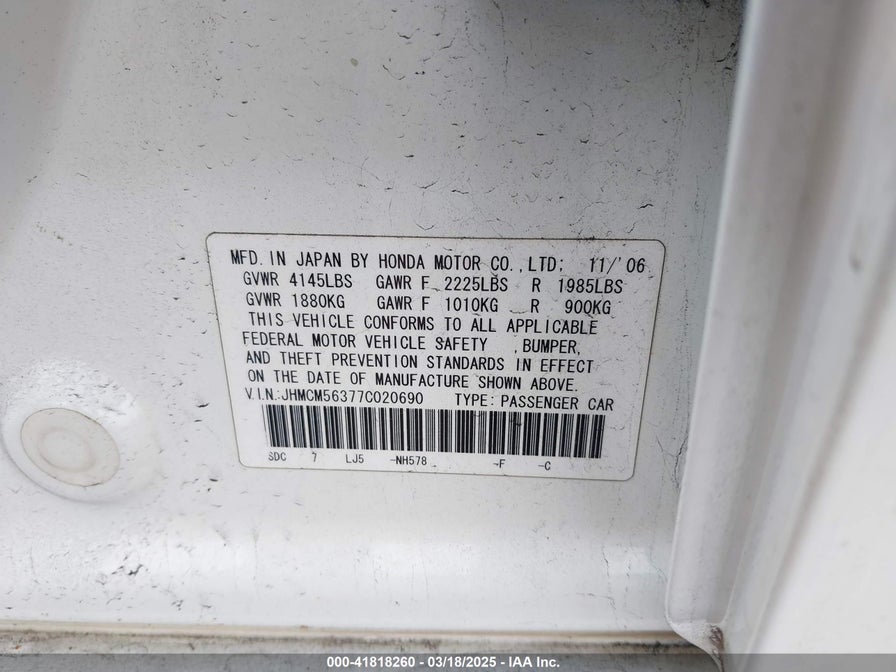 MFD. IN JAPAN BY HONDA MOTOR CO., LTD; 11/'06
GVWR 4145LBS GAWR F 2225LBS R 1985LBS
GVWR 1880KG GAWR F 1010KG R 900KG
THIS VEHICLE CONFORMS TO ALL APPLICABLE
FEDERAL MOTOR VEHICLE SAFETY , BUMPER,
AND THEFT PREVENTION STANDARDS IN EFFECT
ON THE DATE OF MANUFACTURE SHOWN ABOVE.
V.I.N.:JHMCM56377C020690 TYPE: PASSENGER CAR
SDC 7 LJ5 -NH578 -F -C
000-41818260 - 03/18/2025 - IAA Inc.